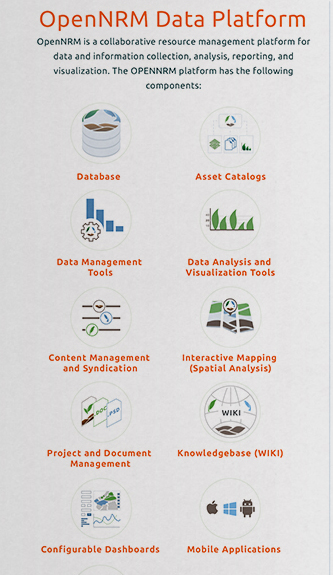 OpenNRM Data Platform
OpenNRM is a collaborative resource management platform for
data and information collection, analysis, reporting, and
visualization. The OPENNRM platform has the following
components:
Database
Asset Catalogs
Data Management
Tools
Data Analysis and
Visualization Tools
Content Management
and Syndication
Interactive Mapping
(Spatial Analysis)
.DOC
.PSD
WIKI
Project and Document
Management
Knowledgebase (WIKI)
Configurable Dashboards
Mobile Applications